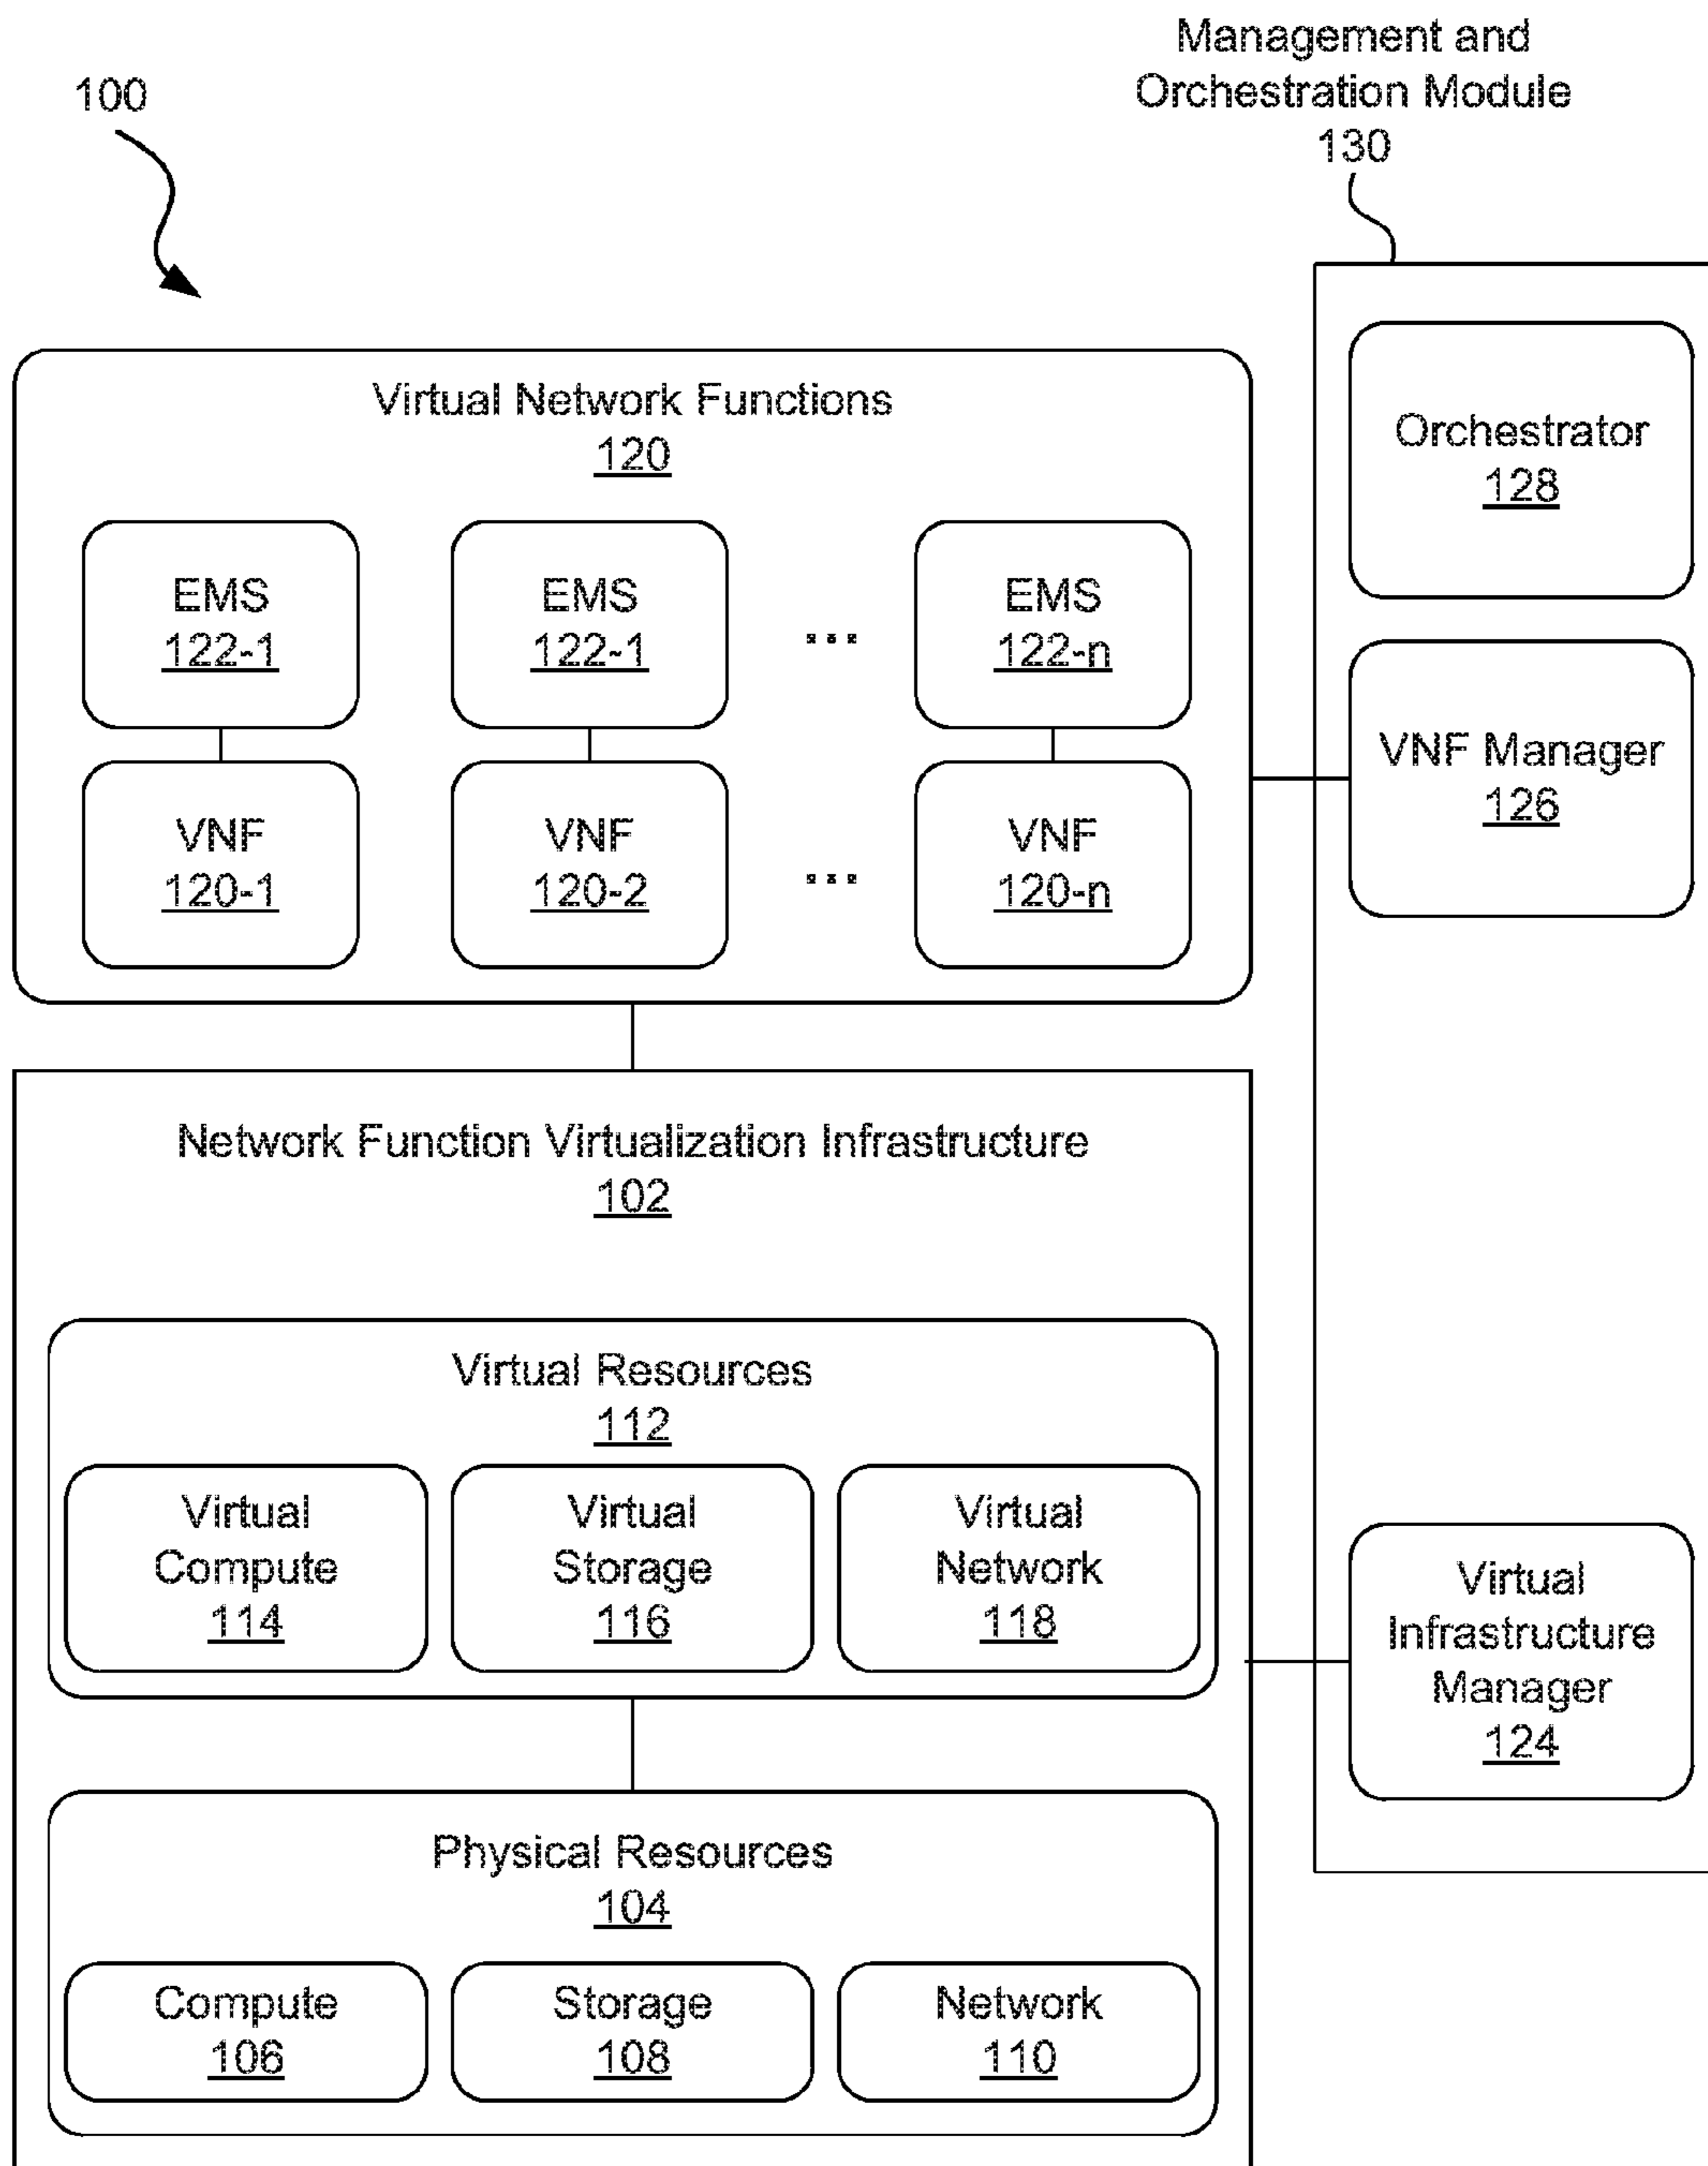 100
Management and
Orchestration Module
130
Virtual Network Functions
120
EMS
122-1
EMS
122-1
...
EMS
122-n
VNF
120-1
VNF
120-2
...
VNF
120-n
Orchestrator
128
VNF Manager
126
Network Function Virtualization Infrastructure
102
Virtual Resources
112
Virtual
Compute
114
Virtual
Storage
116
Virtual
Network
118
Virtual
Infrastructure
Manager
124
Physical Resources
104
Compute
106
Storage
108
Network
110